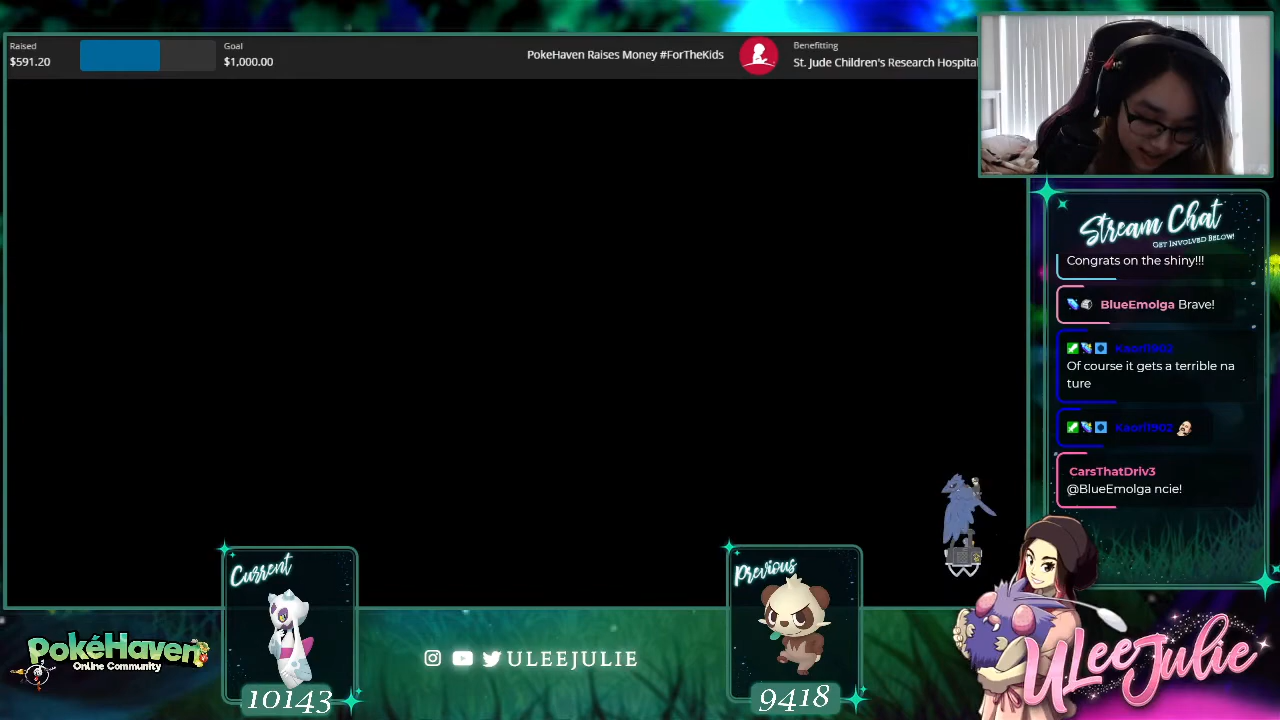 Raised
$591.20
Goal
$1,000.00
PokeHaven Raises Money #ForTheKids
Benefitting
St. Jude Children's Research Hospital
Stream Chat
GET INVOLVED BELOW!
Congrats on the shiny!!!
BlueEmolga Brave!
Kaori1902
Of course it gets a terrible na
ture
Kaori1902
CarsThatDriv3
@BlueEmolga ncie!
Current
10143
Previous
9418
PokéHaven
Online Community
ULEEJULIE
ULeeJulie